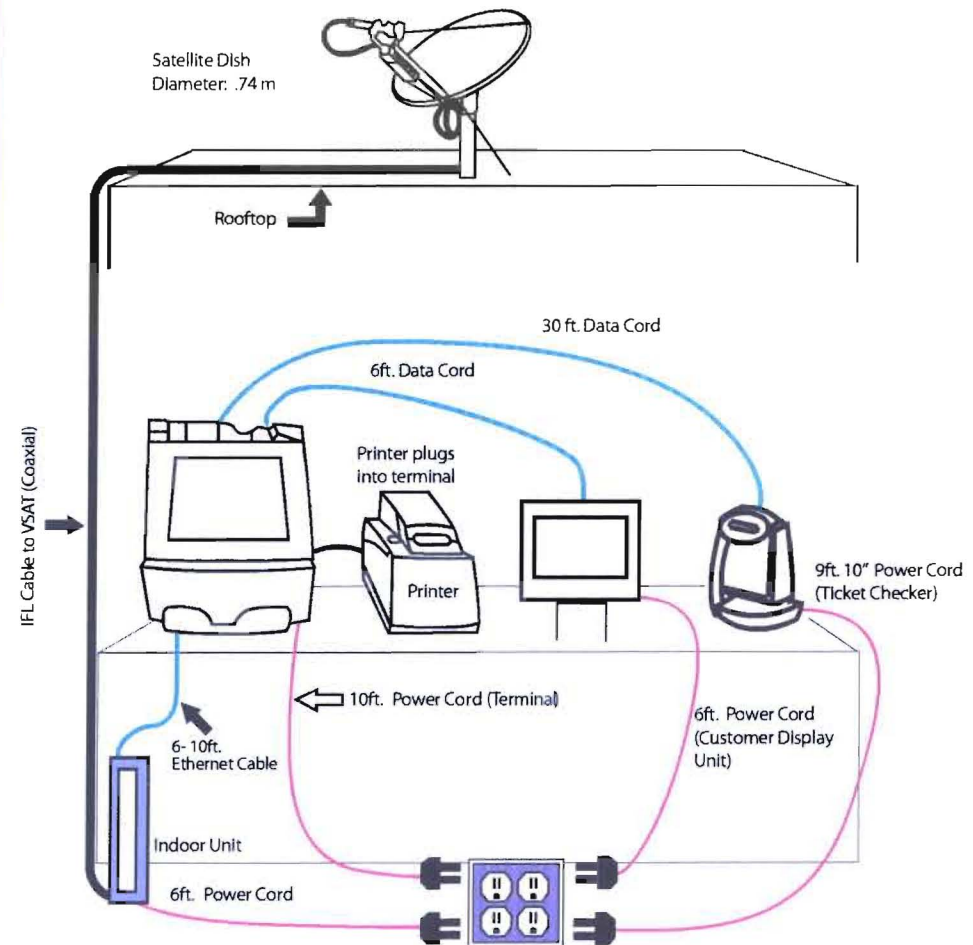 Satellite Dish
Diameter: .74 m
Rooftop
30 ft. Data Cord
6ft. Data Cord
IFL Cable to VSAT (Coaxial)
Printer plugs
into terminal
Printer
9ft. 10" Power Cord
(Ticket Checker)
10ft. Power Cord (Terminal)
6ft. Power Cord
(Customer Display
Unit)
6- 10ft.
Ethernet Cable
Indoor Unit
6ft. Power Cord